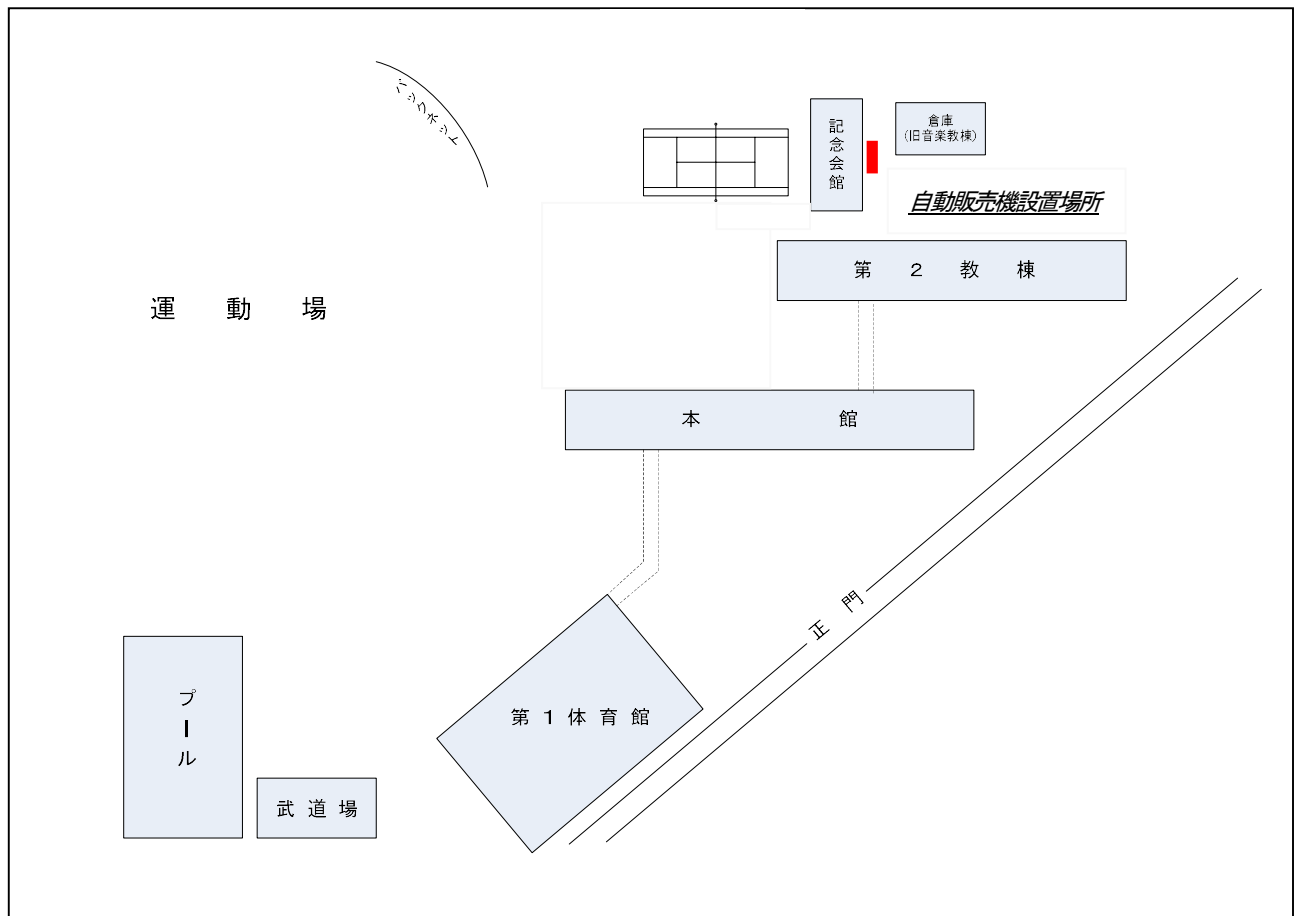 バックネット
記念会館
倉庫
(旧音楽教棟)
自動販売機設置場所
第2教棟
運動場
本館
正門
第1体育館
プール
武道場